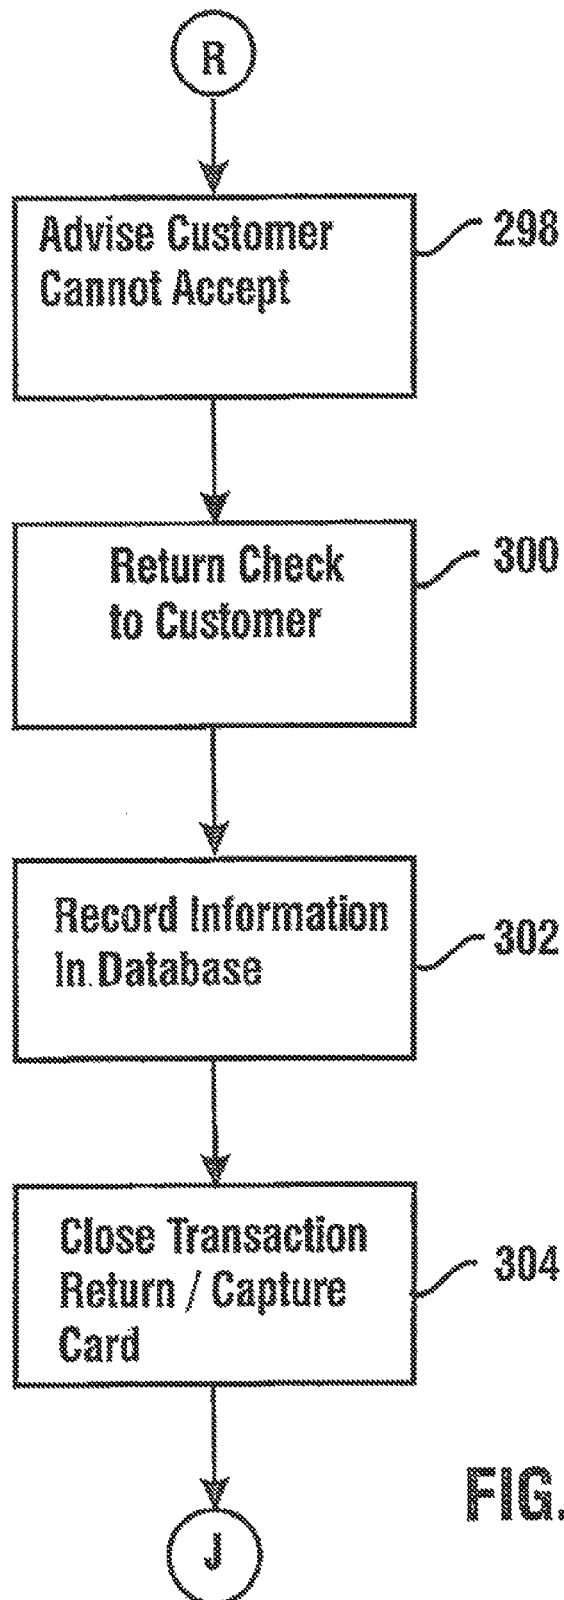 R
Advise Customer
Cannot Accept
298
Return Check
to Customer
300
Record Information
In Database
302
Close Transaction
Return / Capture
Card
304
J
FIG.